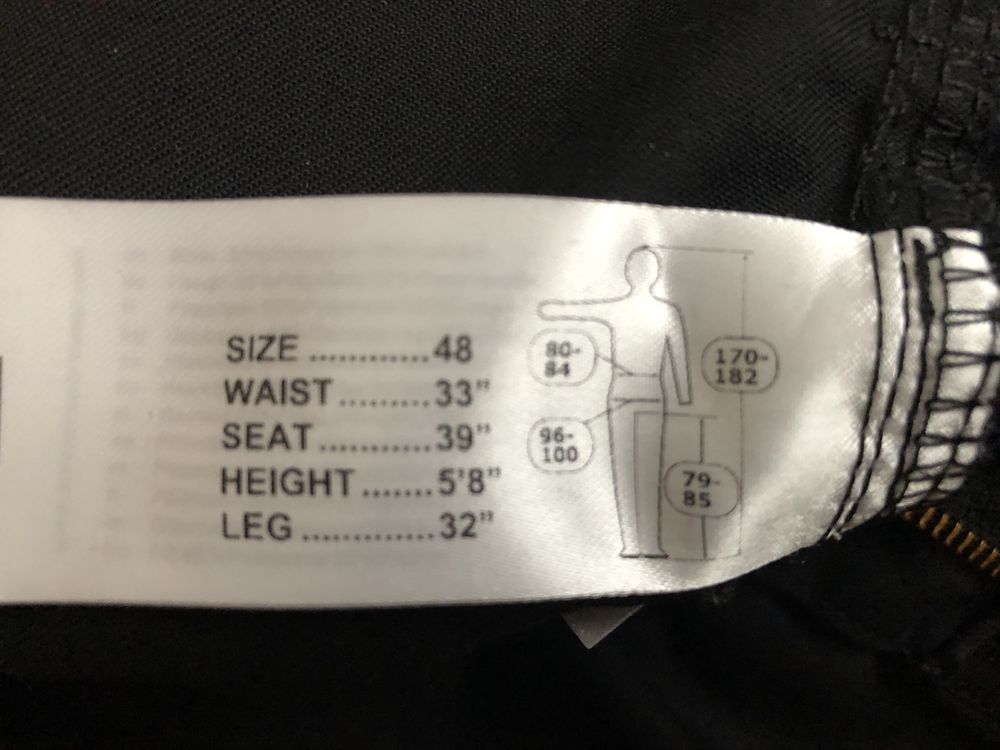 SIZE ............48
WAIST .........33"
SEAT ............39"
HEIGHT .......5'8"
LEG .............32"
80-
84
170-
182
96-
100
79-
85